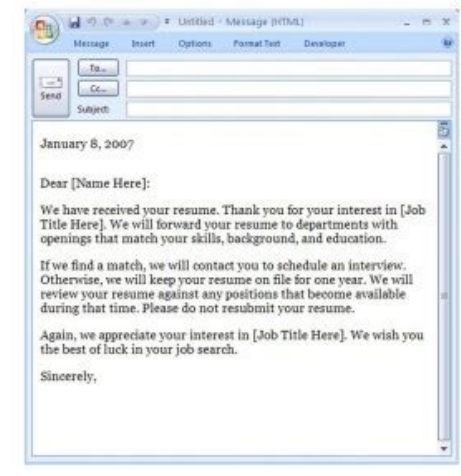 Untitled - Message (HTML)
Message Insert Options Format Text Developer
To...
Cc...
Send
Subject:
January 8, 2007
Dear [Name Here]:
We have received your resume. Thank you for your interest in [Job
Title Here]. We will forward your resume to departments with
openings that match your skills, background, and education.
If we find a match, we will contact you to schedule an interview.
Otherwise, we will keep your resume on file for one year. We will
review your resume against any positions that become available
during that time. Please do not resubmit your resume.
Again, we appreciate your interest in [Job Title Here]. We wish you
the best of luck in your job search.
Sincerely,